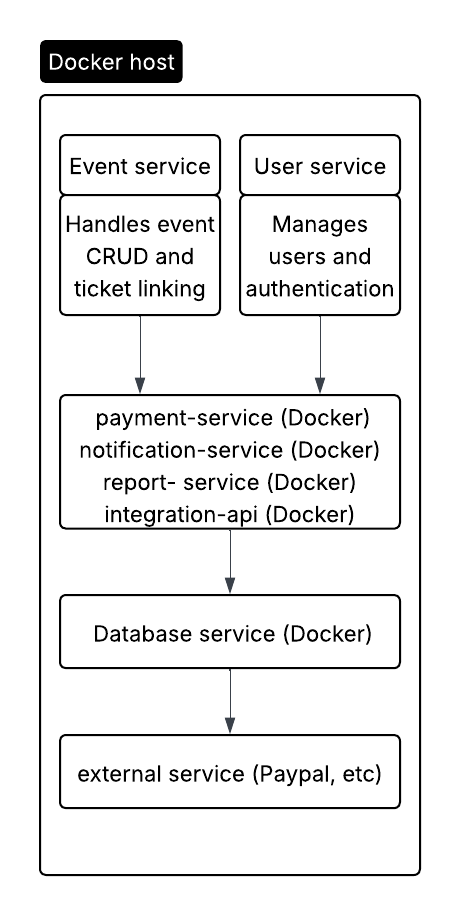 Docker host
Event service
Handles event
CRUD and
ticket linking
User service
Manages
users and
authentication
payment-service (Docker)
notification-service (Docker)
report- service (Docker)
integration-api (Docker)
Database service (Docker)
external service (Paypal, etc)